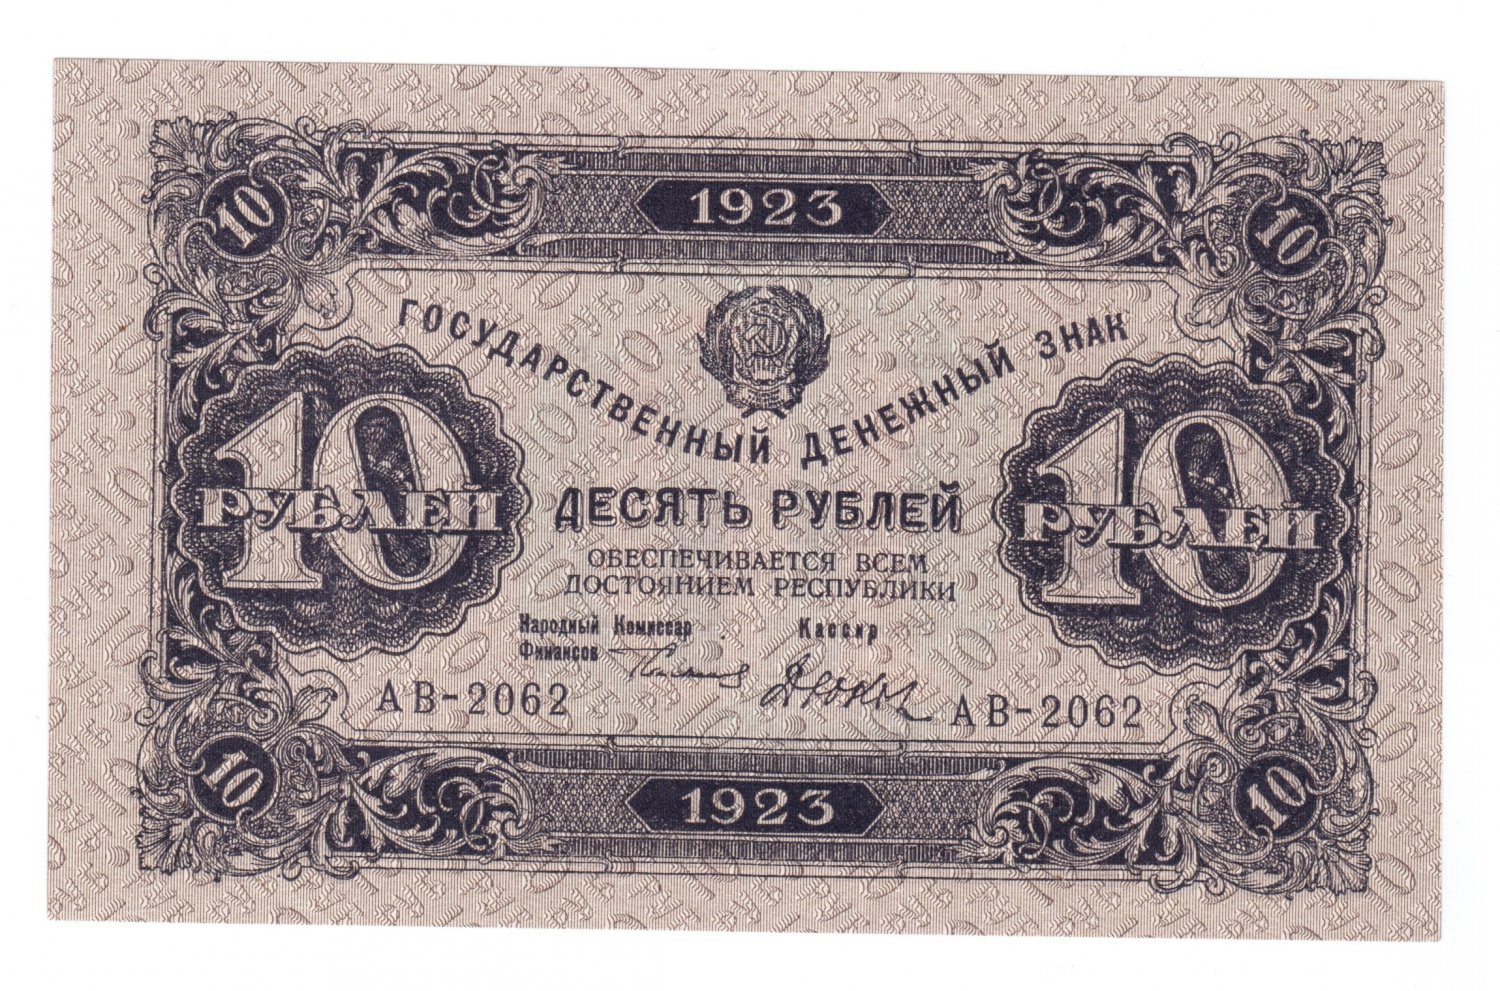 1923
10 10
ГОСУДАРСТВЕННЫЙ ДЕНЕЖНЫЙ ЗНАК
10 РУБЛЕЙ
ДЕСЯТЬ РУБЛЕЙ
10 РУБЛЕЙ
ОБЕСПЕЧИВАЕТСЯ ВСЕМ
ДОСТОЯНИЕМ РЕСПУБЛИКИ
Народный Комиссар
Финансов
Кассир
АВ-2062 АВ-2062
10 10
1923